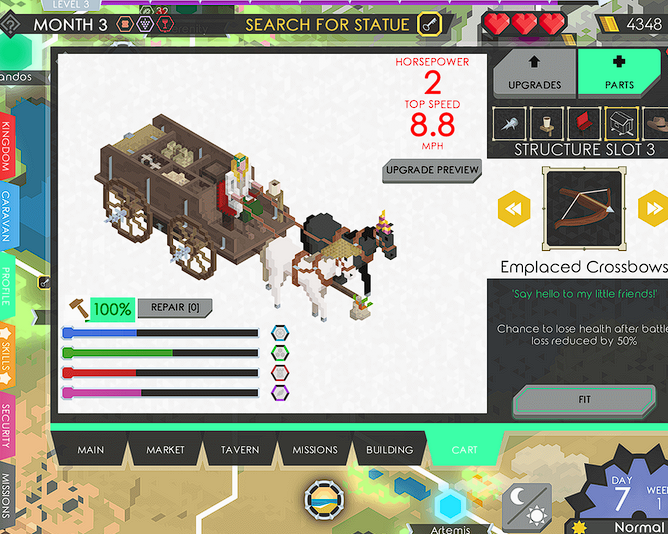 LEVEL 3
32
MONTH 3
SEARCH FOR STATUE
4348
andos
HORSEPOWER
2
TOP SPEED
8.8
MPH
UPGRADE PREVIEW
UPGRADES
PARTS
STRUCTURE SLOT 3
Emplaced Crossbows
'Say hello to my little friends!'
Chance to lose health after battle
loss reduced by 50%
FIT
KINGDOM
CARAVAN
PROFILE
SKILLS
SECURITY
MISSIONS
100%
REPAIR [0]
MAIN
MARKET
TAVERN
MISSIONS
BUILDING
CART
DAY
7
WEE
1
Artemis
Normal